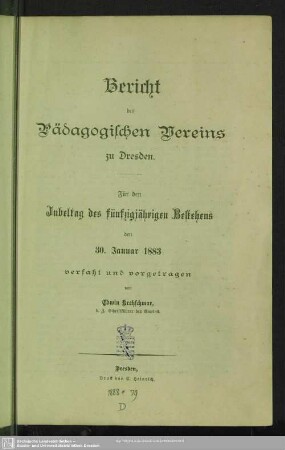 Bericht
des
Pädagogischen Vereins
zu Dresden.
Für den
Jubeltag des fünfzigjährigen Bestehens
den
30. Januar 1883
verfaßt und vorgetragen
von
Edwin Kretschmar,
d. Z.
Dresden,
Druck von C. Heinrich.
D